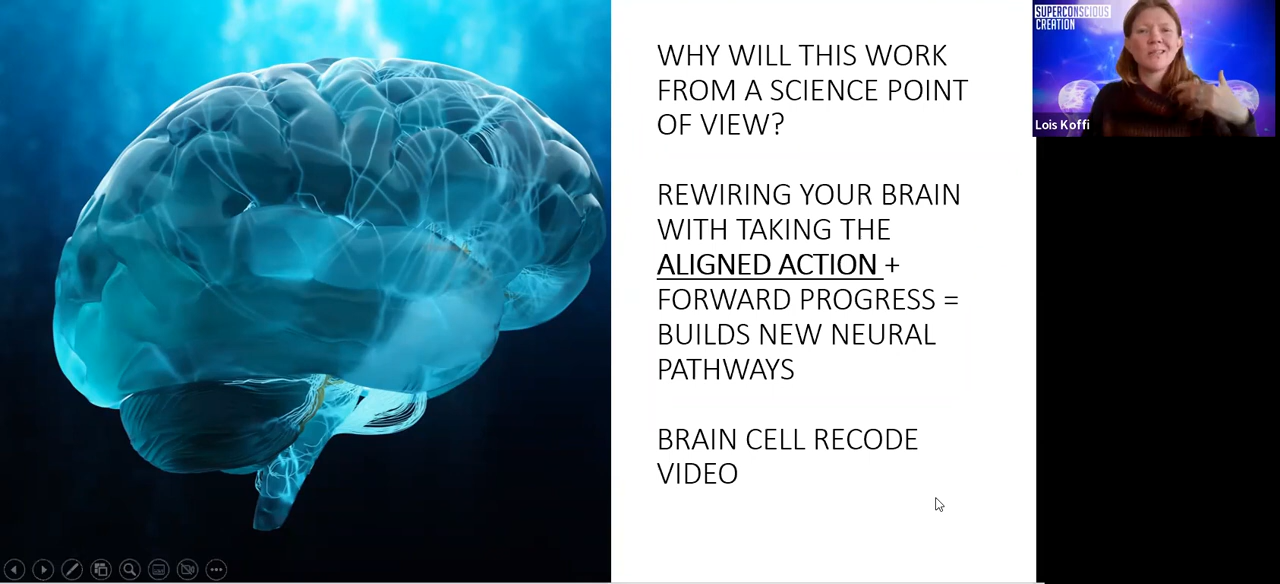 WHY WILL THIS WORK
FROM A SCIENCE POINT
OF VIEW?
REWIRING YOUR BRAIN
WITH TAKING THE
ALIGNED ACTION +
FORWARD PROGRESS =
BUILDS NEW NEURAL
PATHWAYS
BRAIN CELL RECODE
VIDEO
SUPERCONSCIOUS
CREATION
Lois Koffi